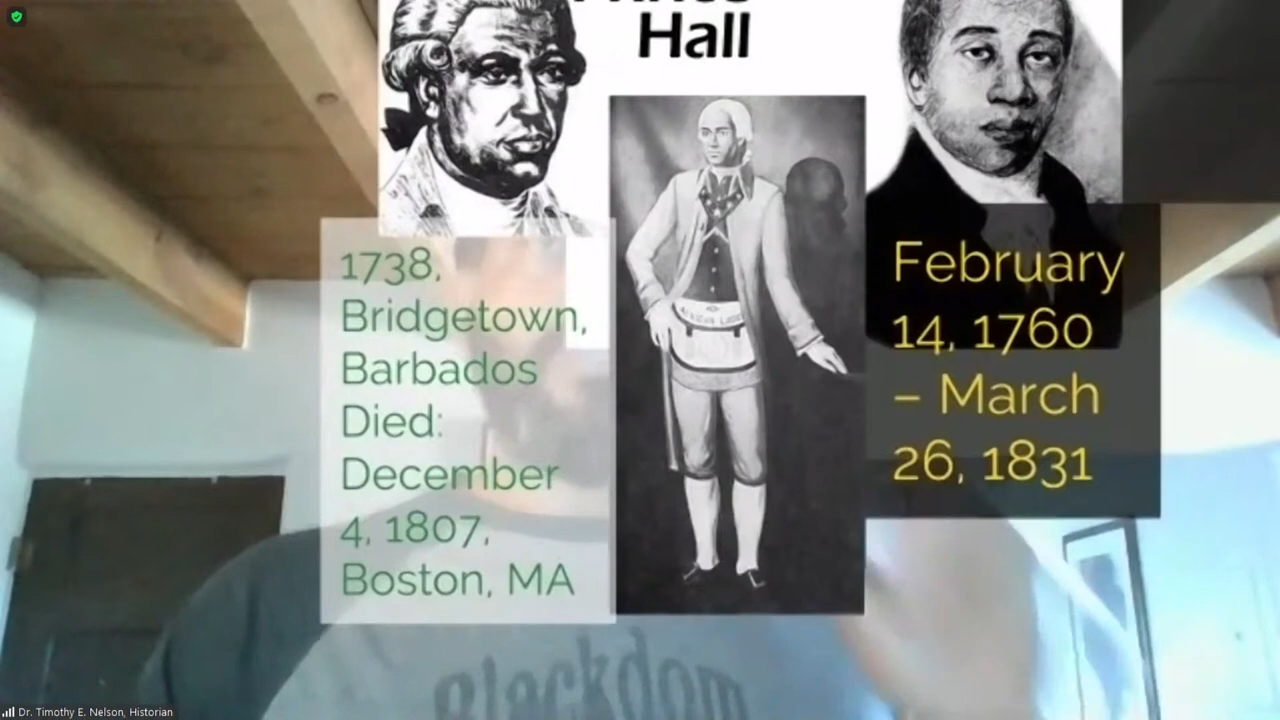 Hall
1738,
Bridgetown,
Barbados
Died:
December
4, 1807,
Boston, MA
February
14, 1760
– March
26, 1831
Blackdom
Dr. Timothy E. Nelson, Historian